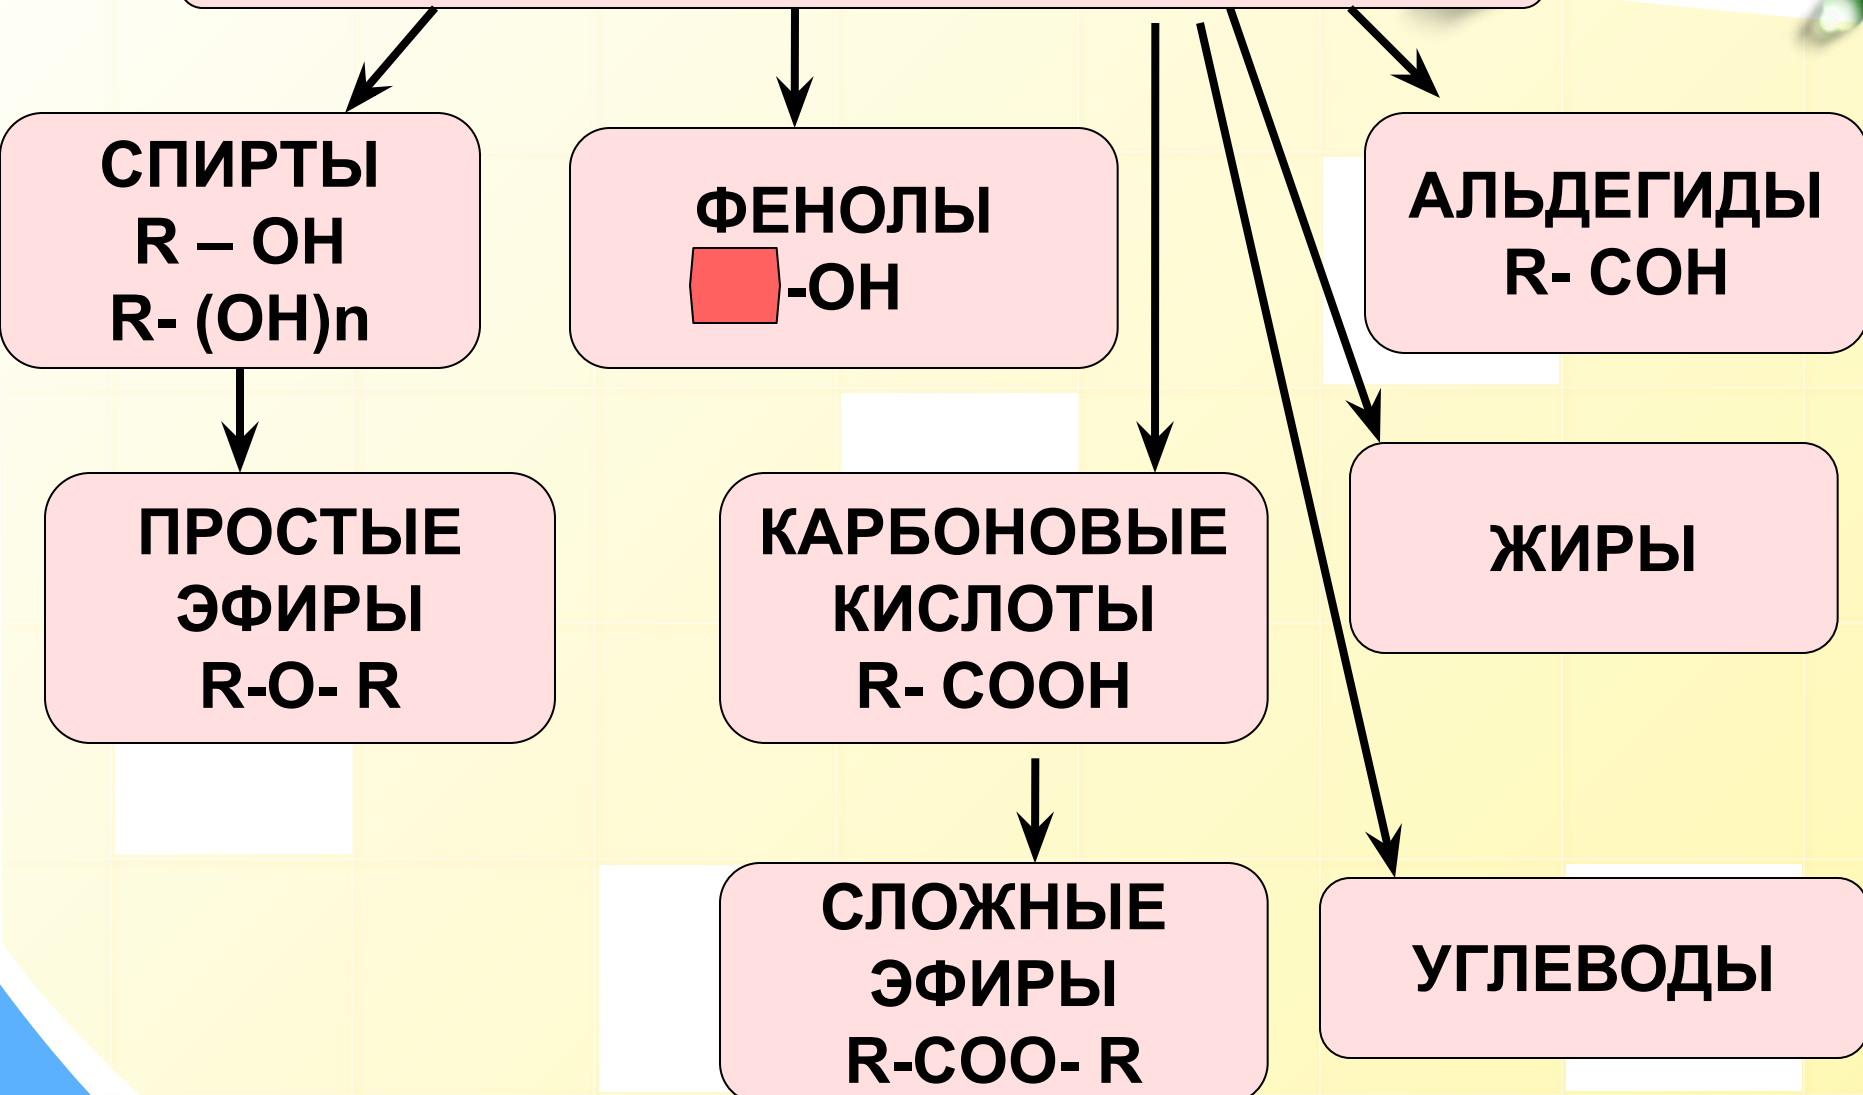 СПИРТЫ
R – OH
R- (OH)n
ФЕНОЛЫ
-OH
АЛЬДЕГИДЫ
R- COH
ПРОСТЫЕ
ЭФИРЫ
R-O- R
КАРБОНОВЫЕ
КИСЛОТЫ
R- COOH
ЖИРЫ
СЛОЖНЫЕ
ЭФИРЫ
R-COO- R
УГЛЕВОДЫ